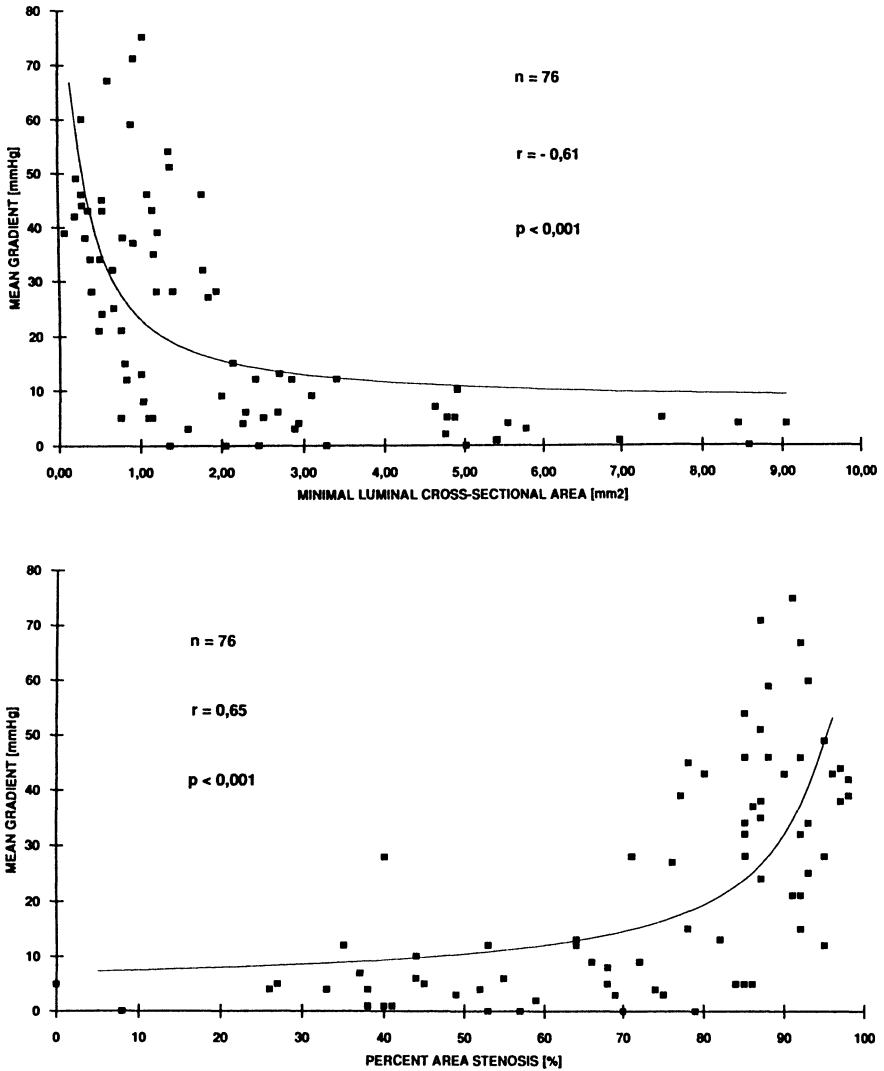 80
70
60
50
40
30
20
10
0
MEAN GRADIENT [mmHg]
n = 76
r = - 0,61
p < 0,001
0,00 1,00 2,00 3,00 4,00 5,00 6,00 7,00 8,00 9,00 10,00
MINIMAL LUMINAL CROSS-SECTIONAL AREA [mm2]
80
70
60
50
40
30
20
10
0
MEAN GRADIENT [mmHg]
n = 76
r = 0,65
p < 0,001
0 10 20 30 40 50 60 70 80 90 100
PERCENT AREA STENOSIS [%]